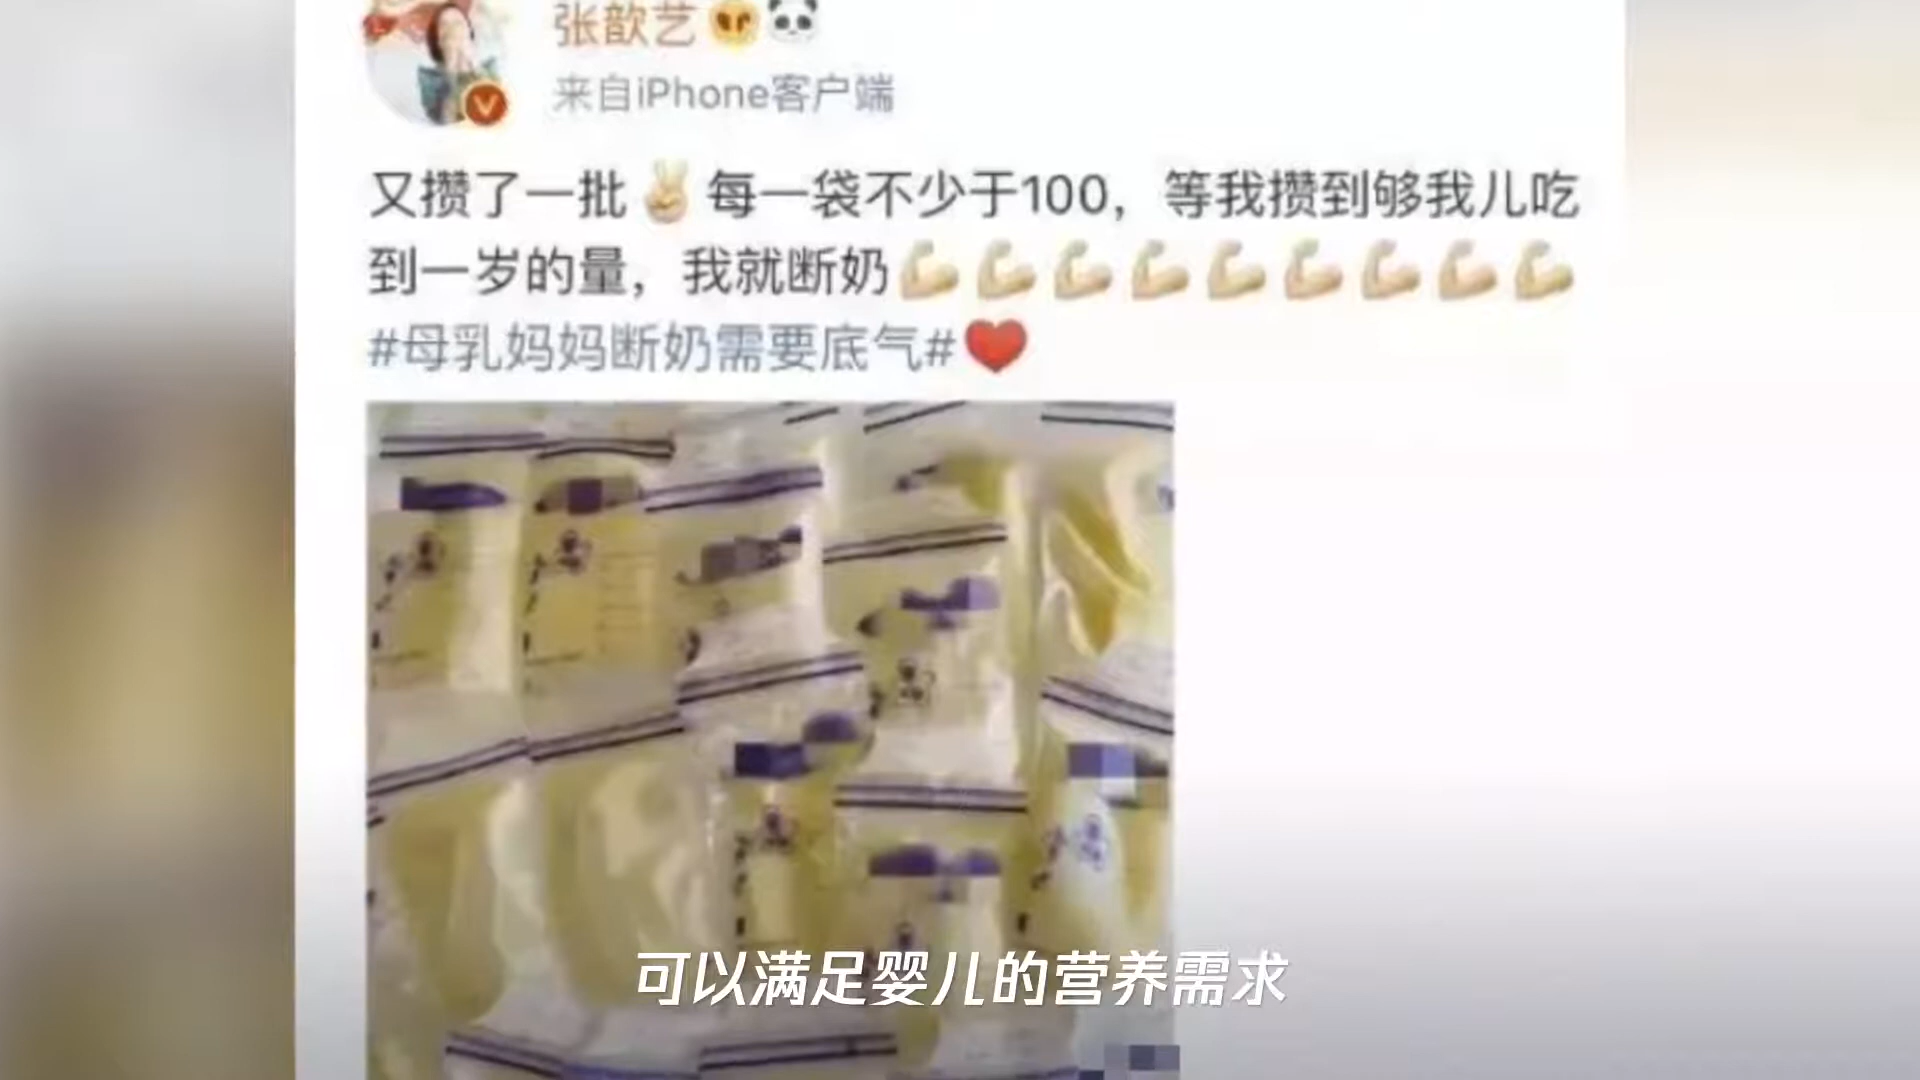 张歆艺
来自iPhone客户端
又攒了一批✌🏻每一袋不少于100，等我攒到够我儿吃
到一岁的量，我就断奶💪🏻💪🏻💪🏻💪🏻💪🏻💪🏻💪🏻💪🏻💪🏻
#母乳妈妈断奶需要底气#❤️
可以满足婴儿的营养需求